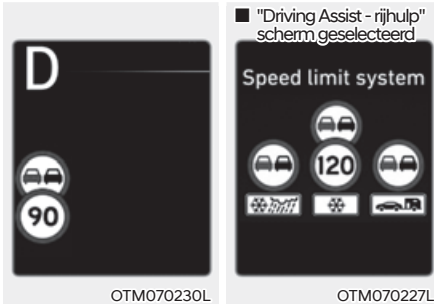 D
90
OTM070230L
■ "Driving Assist - rijhulp"
scherm geselecteerd
Speed limit system
120
OTM070227L